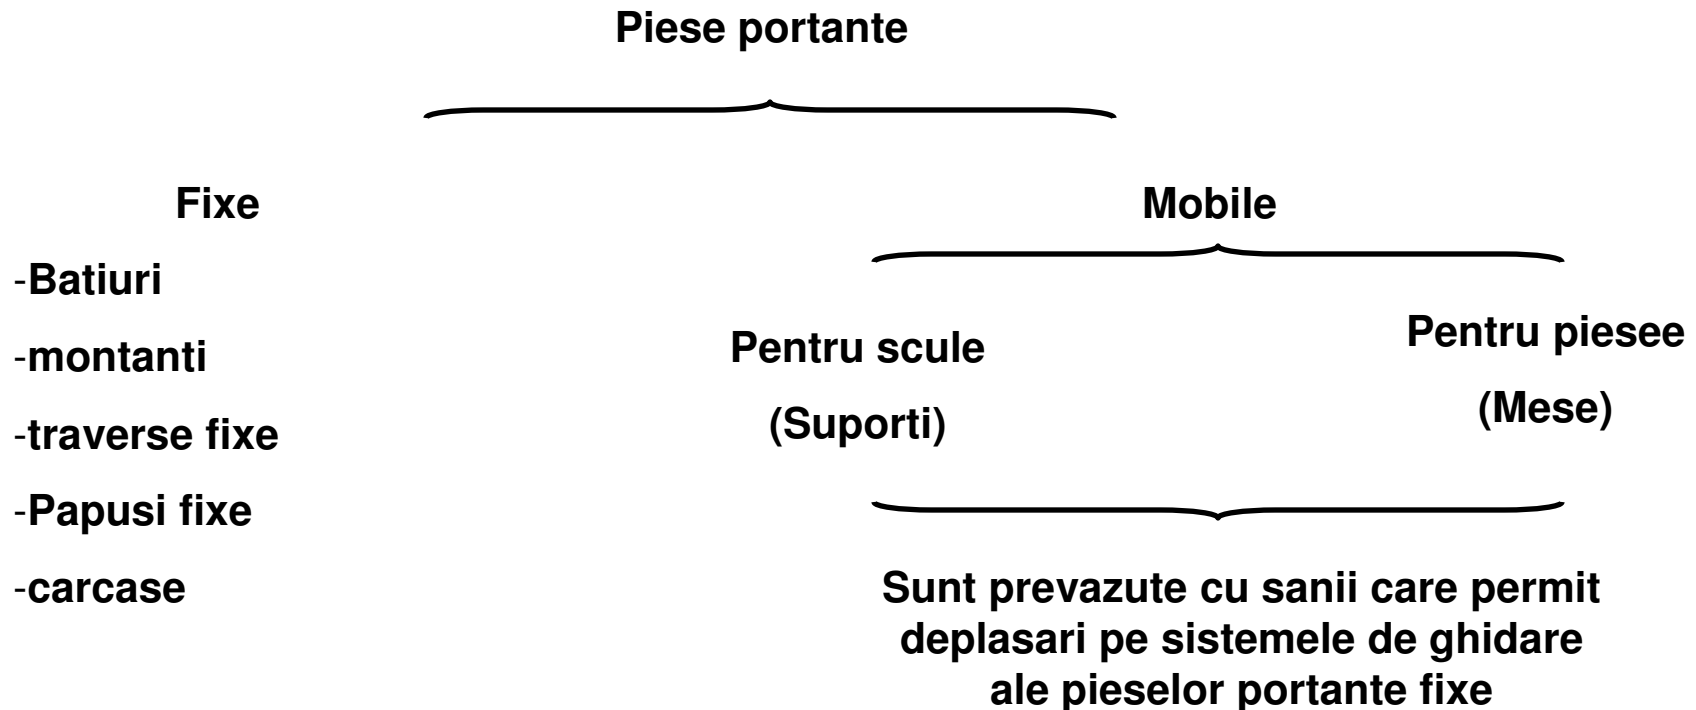 Piese portante
Fixe
-Batiuri
-montanti
-traverse fixe
-Papusi fixe
-carcase
Mobile
Pentru scule
(Suporti)
Pentru piesee
(Mese)
Sunt prevazute cu sanii care permit
deplasari pe sistemele de ghidare
ale pieselor portante fixe